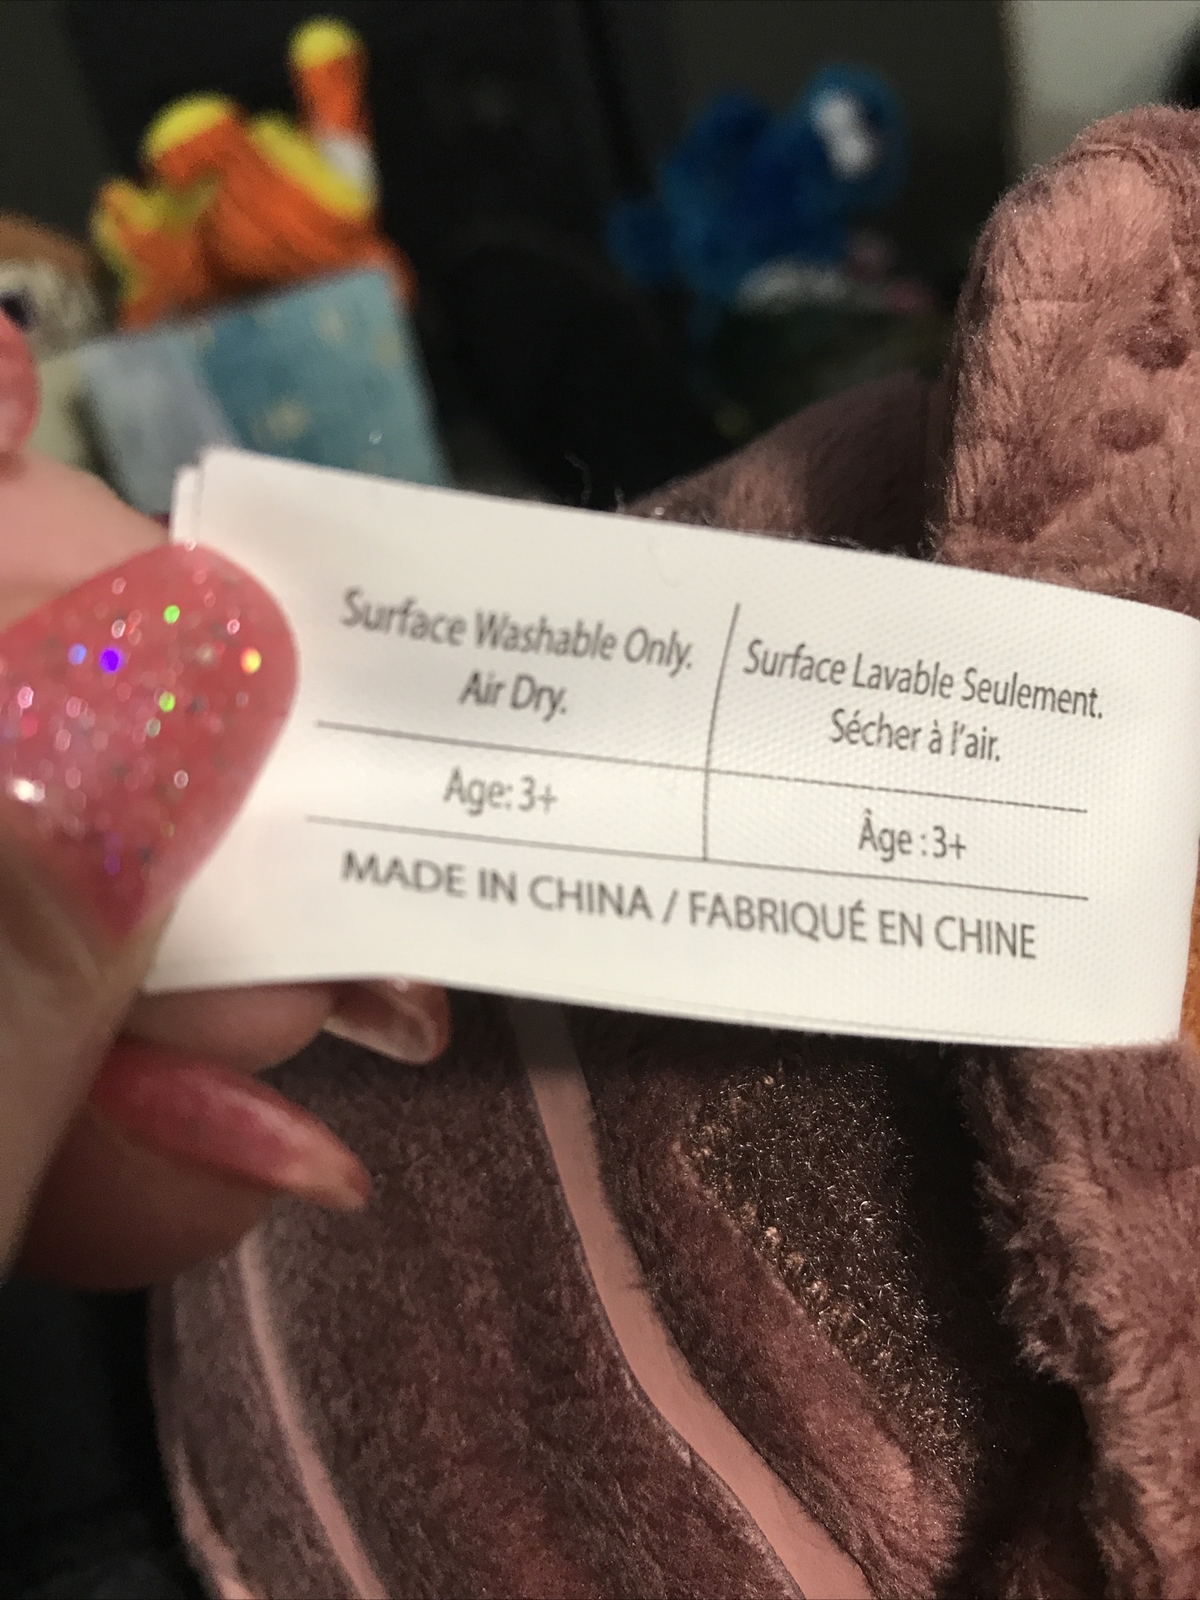 Surface Washable Only.
Air Dry.
Surface Lavable Seulement.
Sécher à l'air.
Age: 3+
Âge : 3+
MADE IN CHINA / FABRIQUÉ EN CHINE